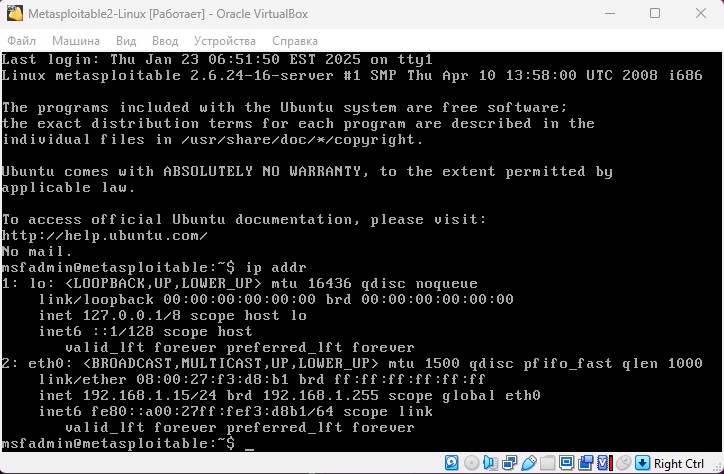 Metasploitable2-Linux [Работает] - Oracle VirtualBox
Файл Машина Вид Ввод Устройства Справка
Last login: Thu Jan 23 06:51:50 EST 2025 on tty1
Linux metasploitable 2.6.24-16-server #1 SMP Thu Apr 10 13:58:00 UTC 2008 i686
The programs included with the Ubuntu system are free software;
the exact distribution terms for each program are described in the
individual files in /usr/share/doc/*/copyright.
Ubuntu comes with ABSOLUTELY NO WARRANTY, to the extent permitted by
applicable law.
To access official Ubuntu documentation, please visit:
http://help.ubuntu.com/
No mail.
msfadmin@metasploitable:~$ ip addr
1: lo: <LOOPBACK,UP,LOWER_UP> mtu 16436 qdisc noqueue
    link/loopback 00:00:00:00:00:00 brd 00:00:00:00:00:00
    inet 127.0.0.1/8 scope host lo
    inet6 ::1/128 scope host
       valid_lft forever preferred_lft forever
2: eth0: <BROADCAST,MULTICAST,UP,LOWER_UP> mtu 1500 qdisc pfifo_fast qlen 1000
    link/ether 08:00:27:f3:d8:b1 brd ff:ff:ff:ff:ff:ff
    inet 192.168.1.15/24 brd 192.168.1.255 scope global eth0
    inet6 fe80::a00:27ff:fef3:d8b1/64 scope link
       valid_lft forever preferred_lft forever
msfadmin@metasploitable:~$ _
Right Ctrl